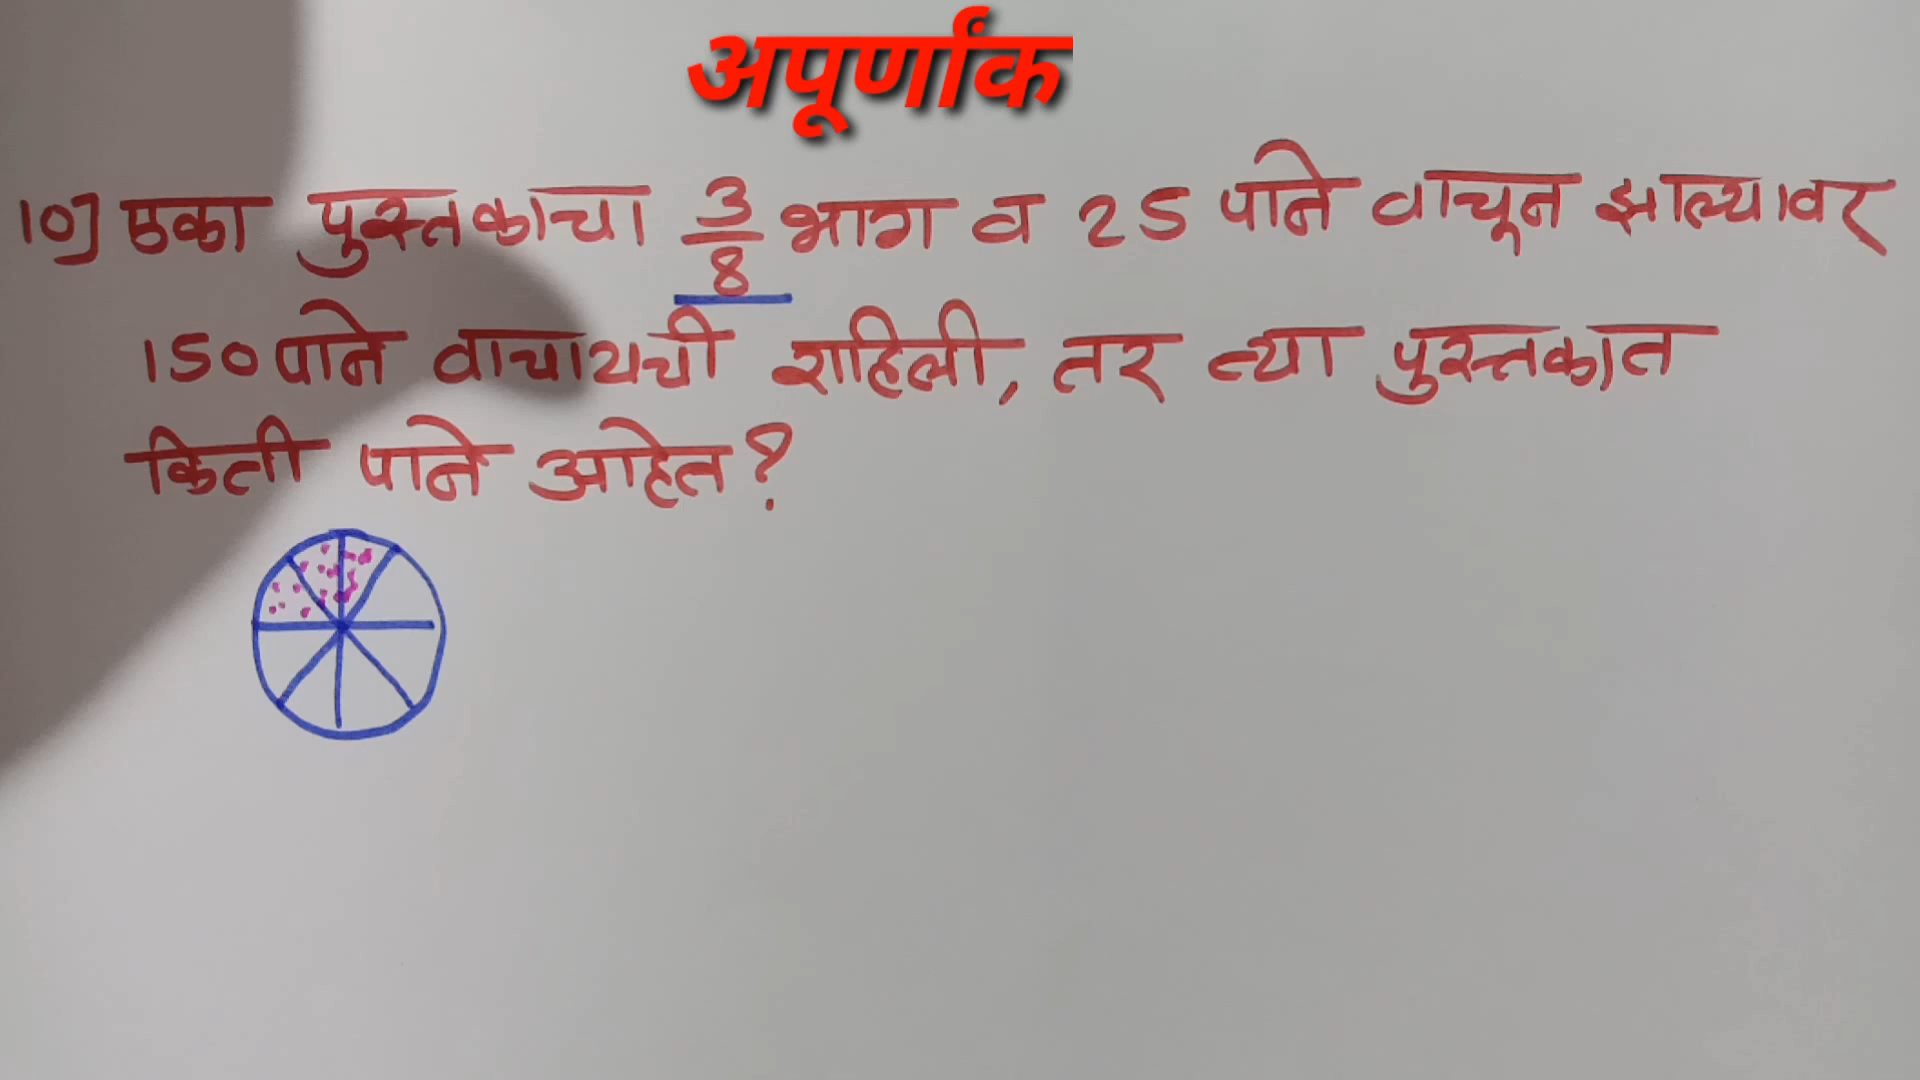 अपूर्णांक
10] एका पुस्तकाचा 3/8 भाग व 25 पाने वाचून झाल्यावर
150 पाने वाचायची राहिली, तर त्या पुस्तकात
किती पाने आहेत?